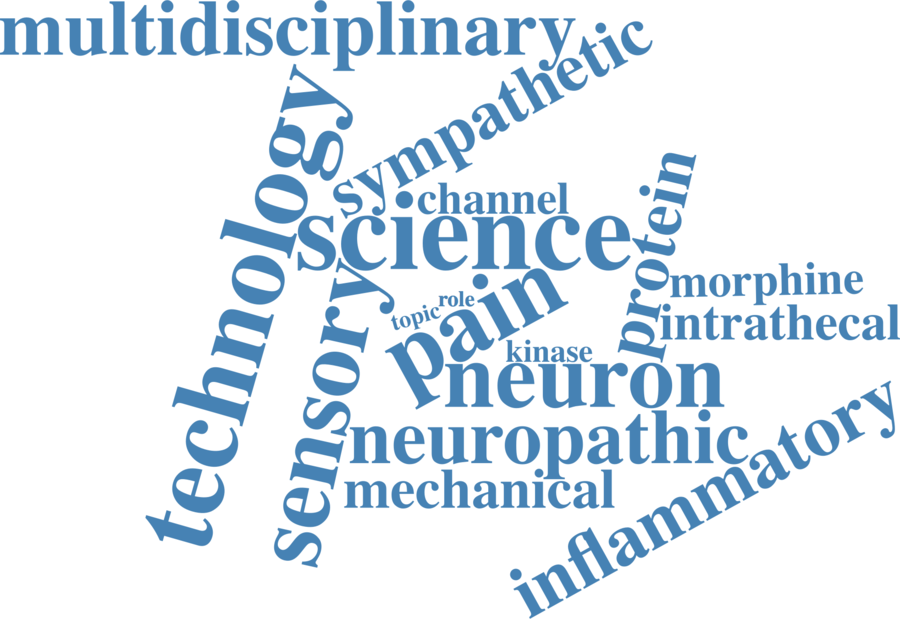 multidisciplinary
sympathetic
technology
channel
science
protein
sensory
morphine
pain
role
topic
intrathecal
kinase
neuron
neuropathic
mechanical
inflammatory